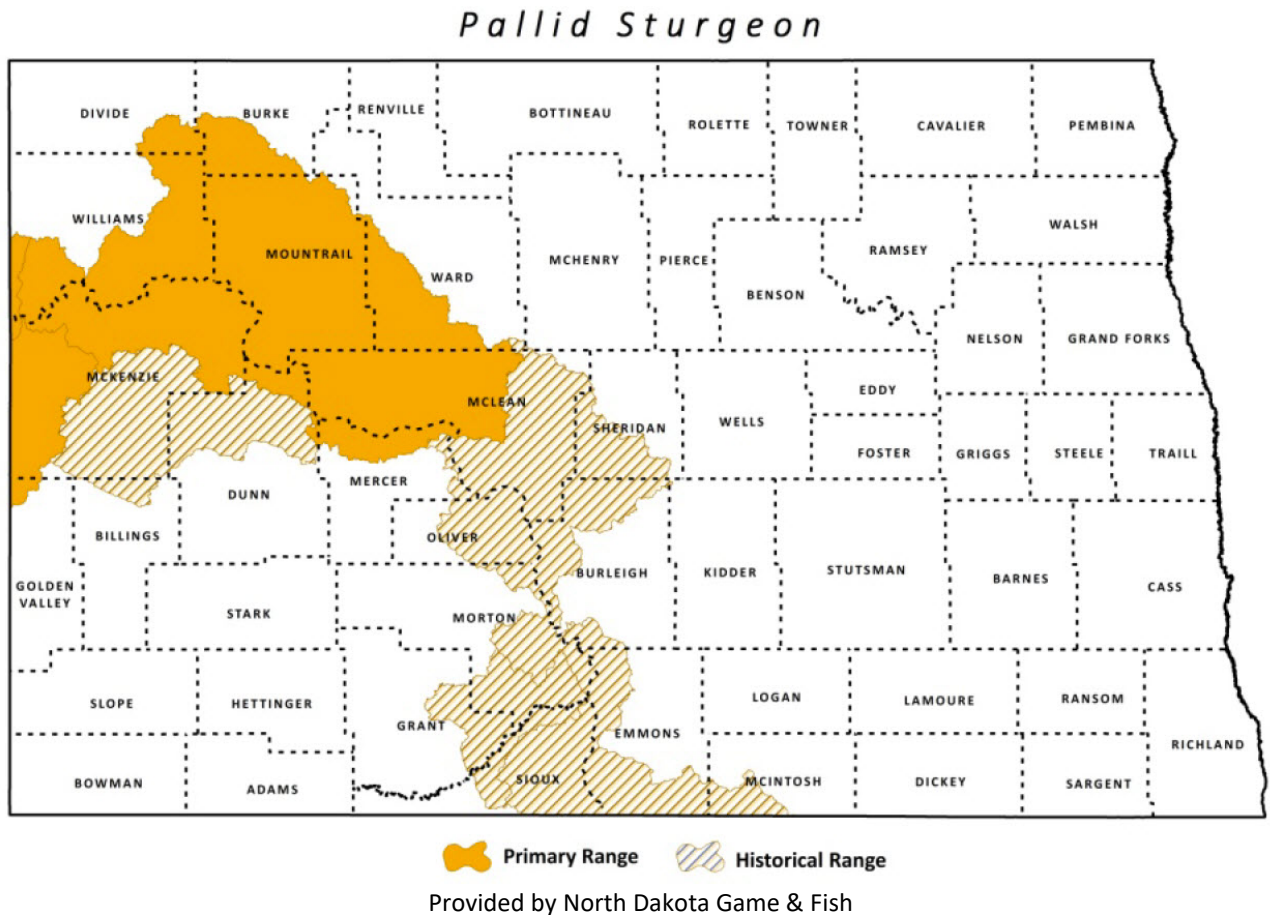 Pallid Sturgeon
DIVIDE
BURKE
RENVILLE
BOTTINEAU
ROLETTE
TOWNER
CAVALIER
PEMBINA
WILLIAMS
MOUNTRAIL
WARD
MCHENRY
PIERCE
BENSON
RAMSEY
WALSH
NELSON
GRAND FORKS
MCKENZIE
MCLEAN
SHERIDAN
WELLS
EDDY
FOSTER
GRIGGS
STEELE
TRAILL
DUNN
MERCER
BILLINGS
OLIVER
GOLDEN
VALLEY
STARK
MORTON
BURLEIGH
KIDDER
STUTSMAN
BARNES
CASS
SLOPE
HETTINGER
GRANT
EMMONS
LOGAN
LAMOURE
RANSOM
RICHLAND
BOWMAN
ADAMS
SIOUX
MCINTOSH
DICKEY
SARGENT
Primary Range
Historical Range
Provided by North Dakota Game & Fish